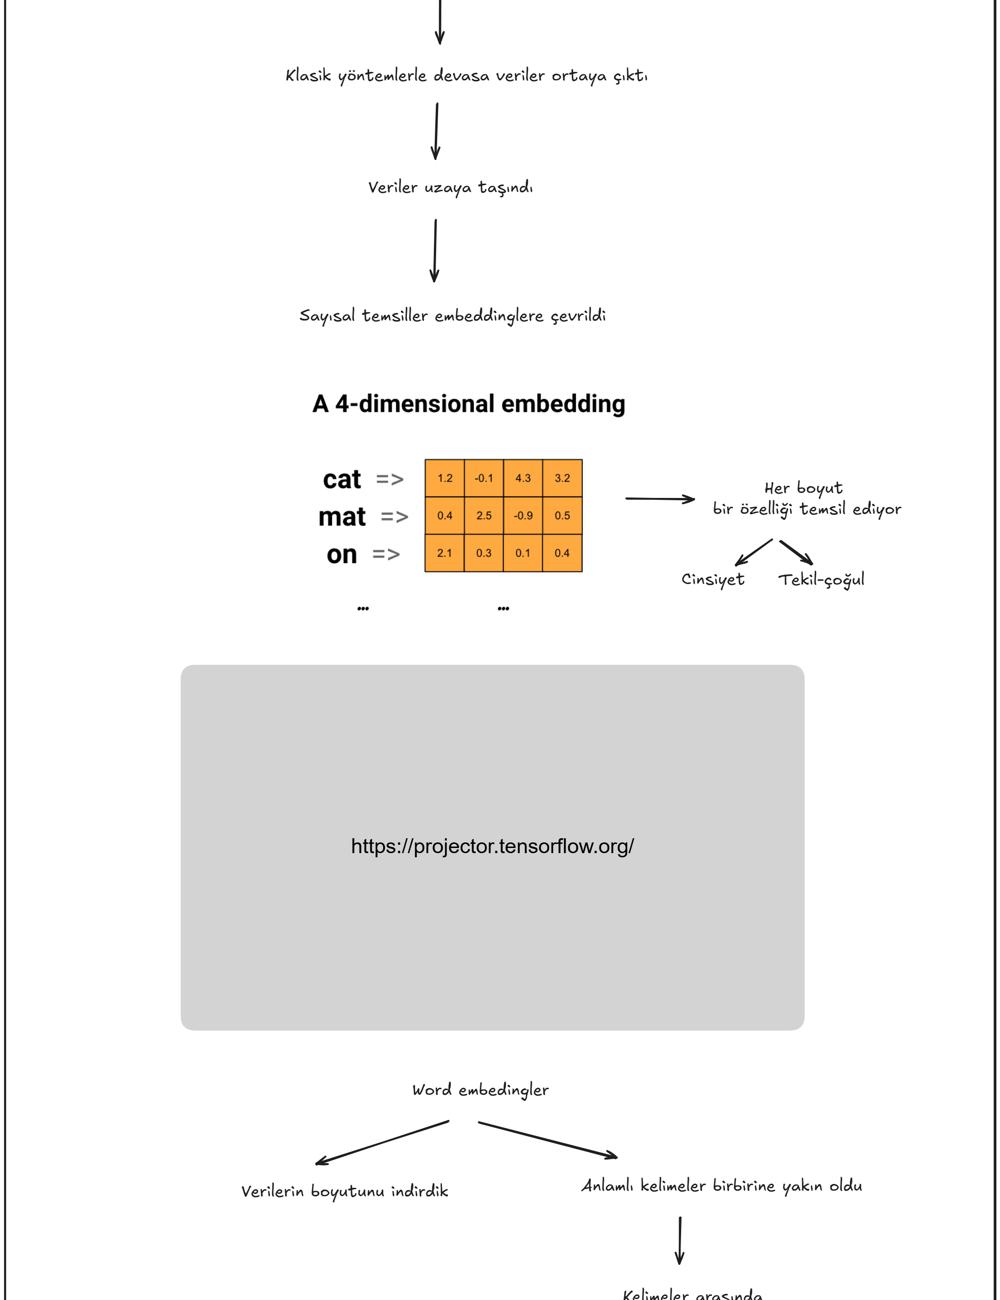 Klasik yöntemlerle devasa veriler ortaya çıktı
Veriler uzaya taşındı
Sayısal temsiller embeddinglere çevrildi
A 4-dimensional embedding
cat => 1.2 -0.1 4.3 3.2
mat => 0.4 2.5 -0.9 0.5
on => 2.1 0.3 0.1 0.4
... ...
Her boyut
bir özelliği temsil ediyor
Cinsiyet Tekil-çoğul
https://projector.tensorflow.org/
Word embedingler
Verilerin boyutunu indirdik
Anlamlı kelimeler birbirine yakın oldu
Kelimeler arasında